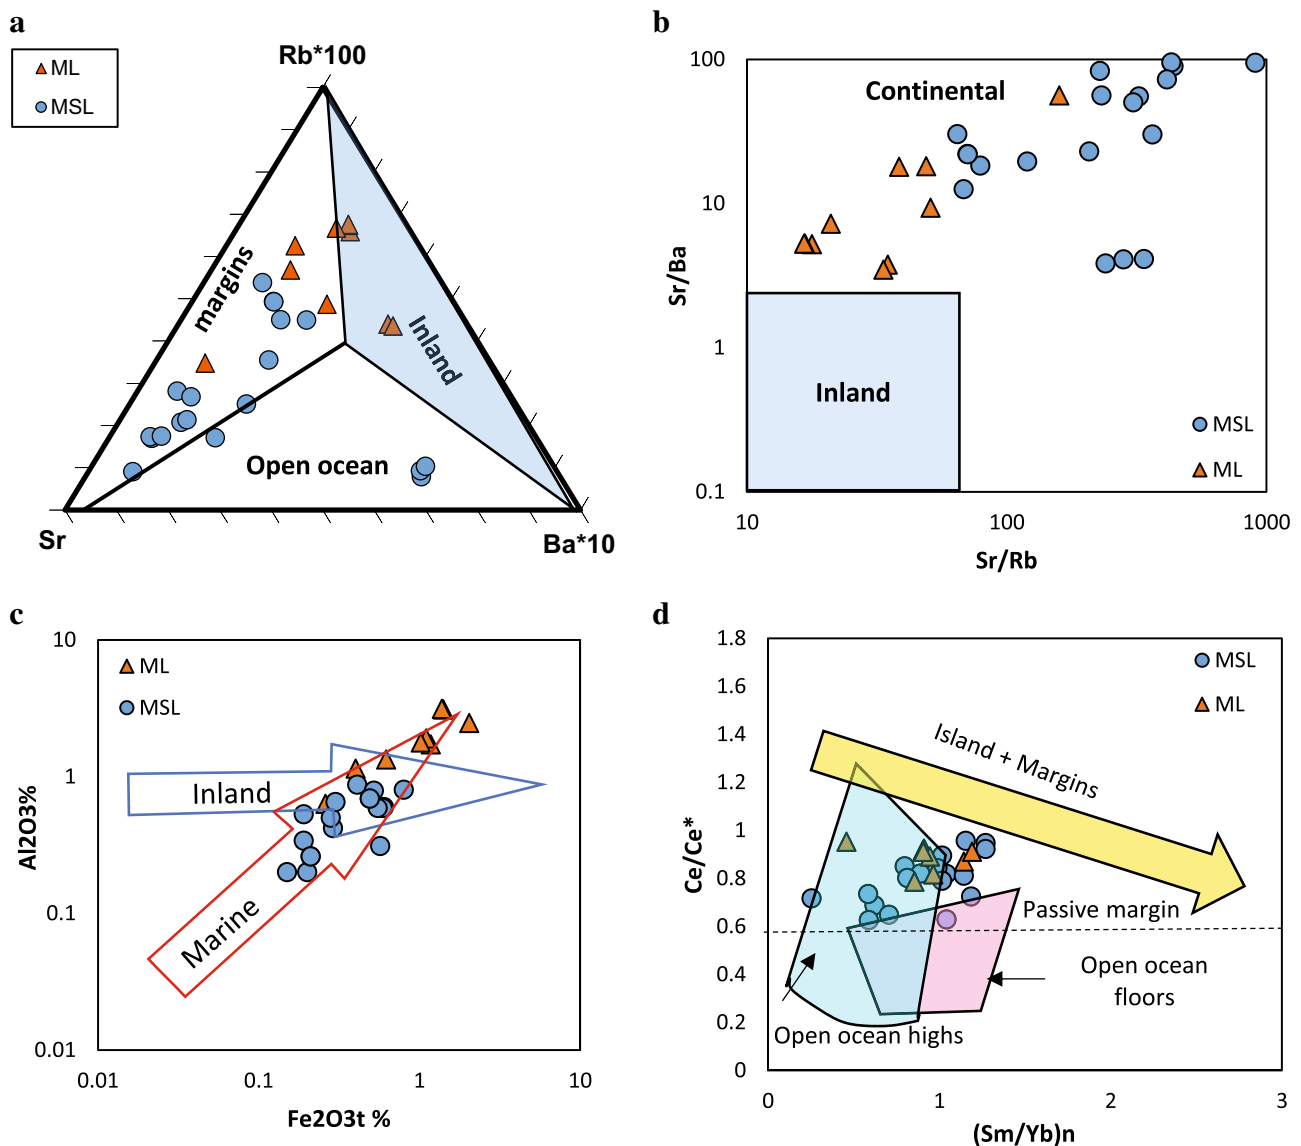 a
ML
MSL
Rb*100
margins
Inland
Open ocean
Sr
Ba*10
b
100
10
1
0.1
Sr/Ba
Continental
Inland
MSL
ML
10
100
1000
Sr/Rb
c
10
1
0.1
0.01
Al2O3%
ML
MSL
Inland
Marine
0.01
0.1
1
10
Fe2O3t %
d
1.8
1.6
1.4
1.2
1
0.8
0.6
0.4
0.2
0
Ce/Ce*
MSL
ML
Island + Margins
Passive margin
Open ocean
floors
Open ocean highs
0
1
2
3
(Sm/Yb)n